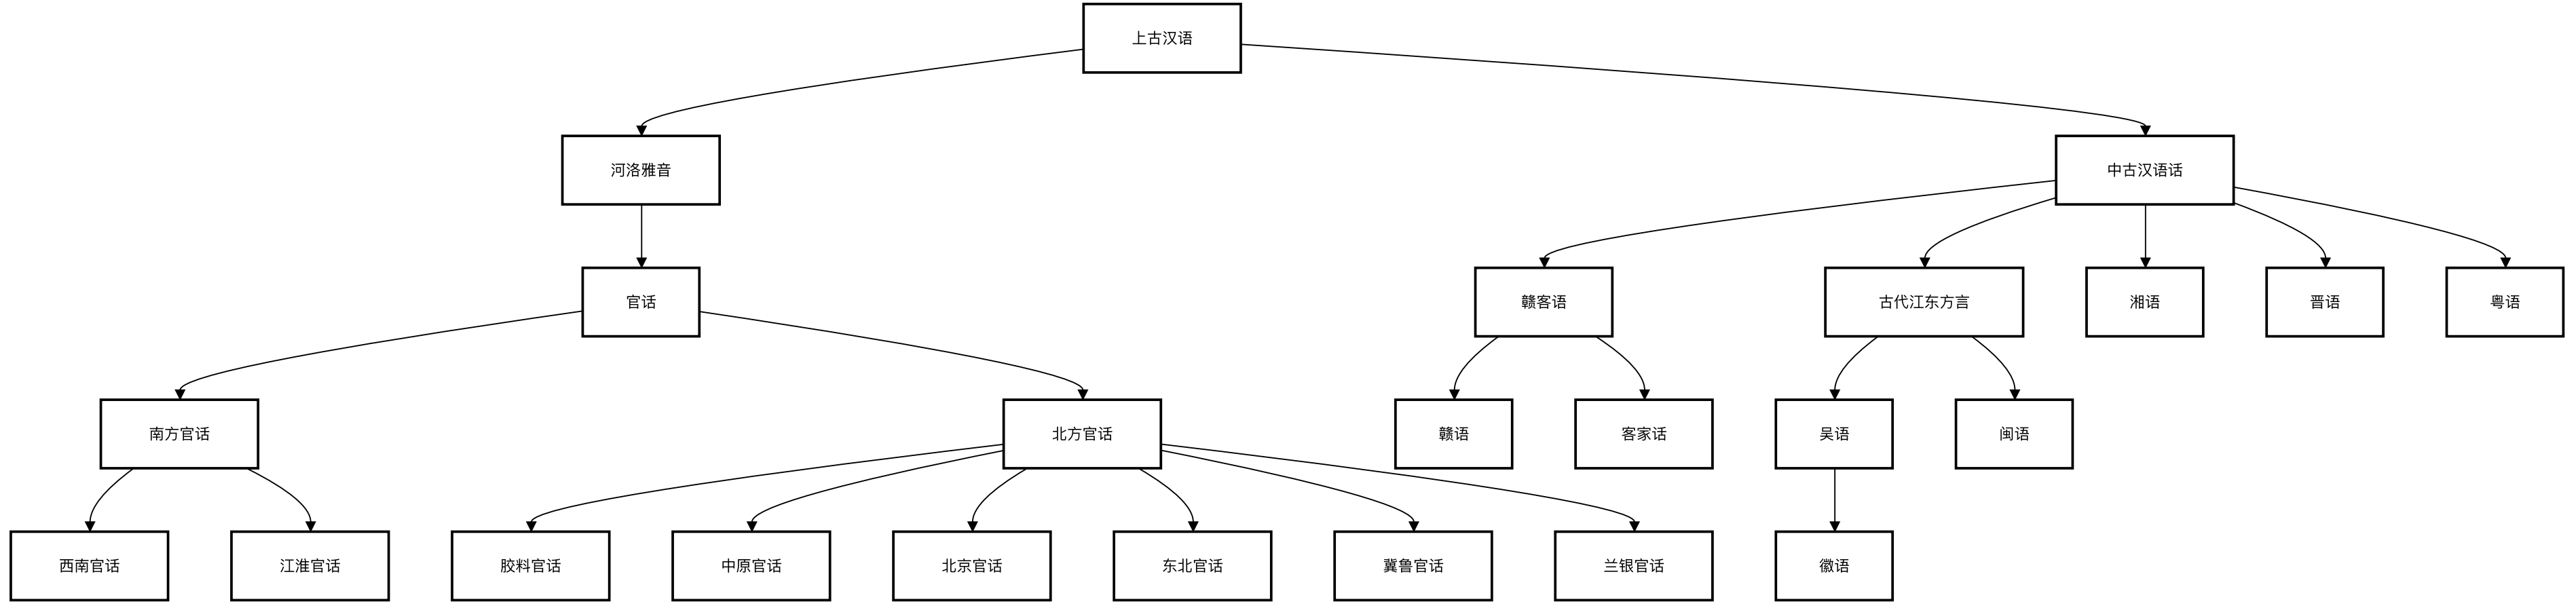 上古汉语
河洛雅音
中古汉语话
官话
赣客语
古代江东方言
湘语
晋语
粤语
南方官话
北方官话
赣语
客家话
吴语
闽语
西南官话
江淮官话
胶料官话
中原官话
北京官话
东北官话
冀鲁官话
兰银官话
徽语